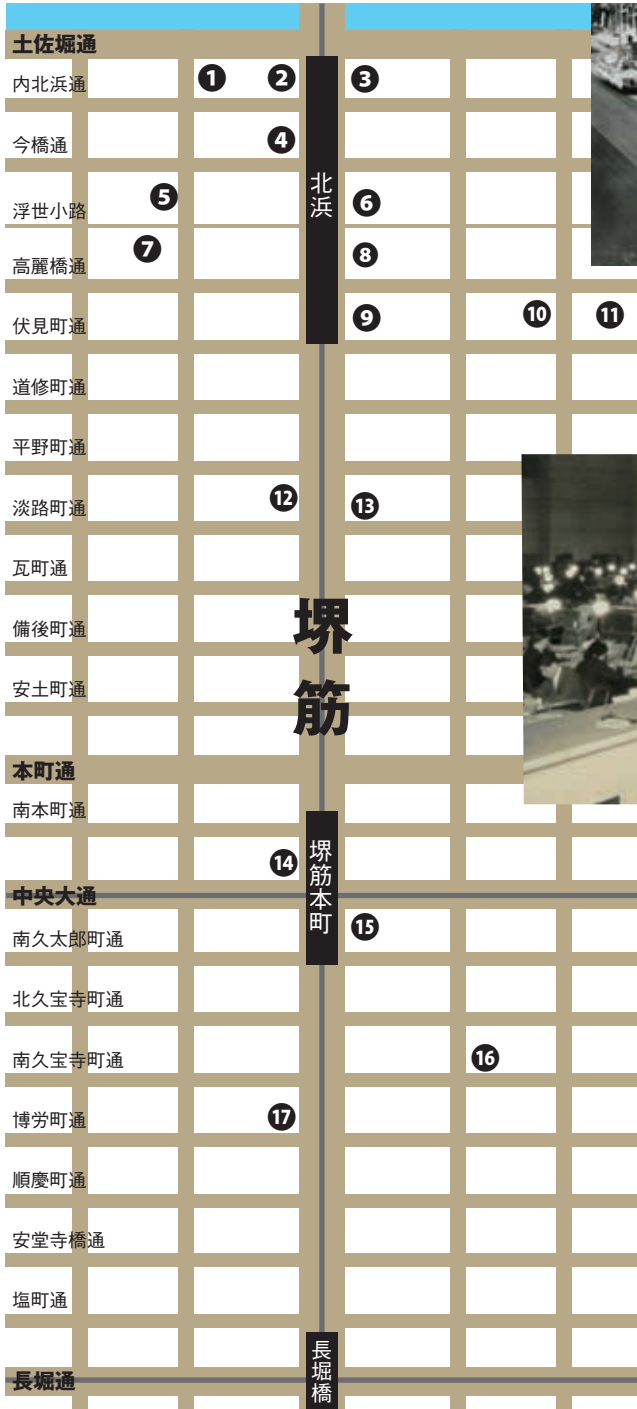 土佐堀通
内北浜通
1 2 3
今橋通
4
北浜
浮世小路
5 6
高麗橋通
7 8
伏見町通
9 10 11
道修町通
平野町通
淡路町通
12 13
瓦町通
備後町通
堺筋
安土町通
本町通
南本町通
14
堺筋本町
中央大通
南久太郎町通
15
北久宝寺町通
南久宝寺町通
16
博労町通
17
順慶町通
安堂寺橋通
塩町通
長堀橋
長堀通